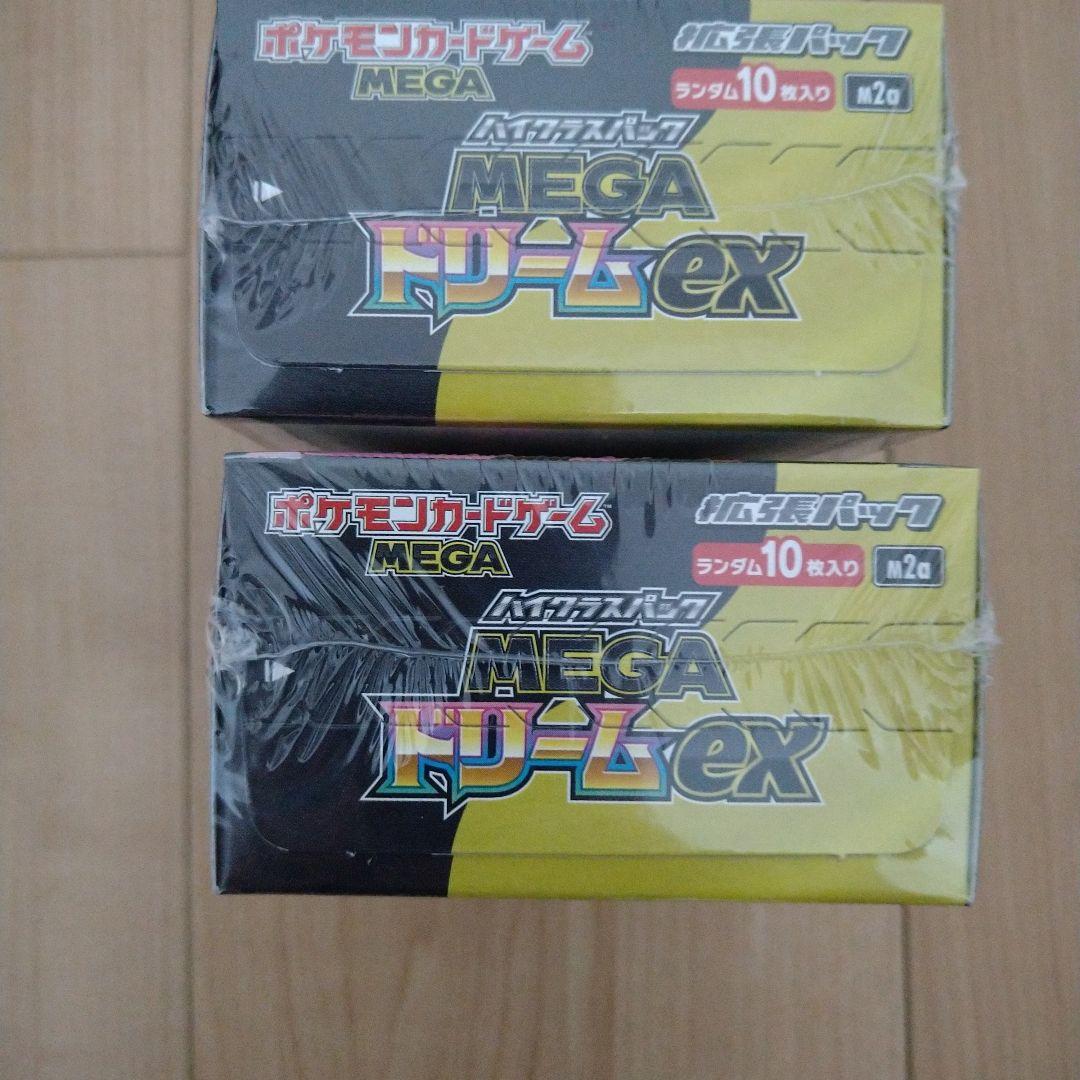 ポケモンカードゲーム 拡張パック
MEGA ランダム10枚入り M2a
ハイクラスパック
MEGA
ドリームex
ポケモンカードゲーム™ 拡張パック
MEGA ランダム10枚入り M2a
ハイクラスパック
MEGA
ドリームex